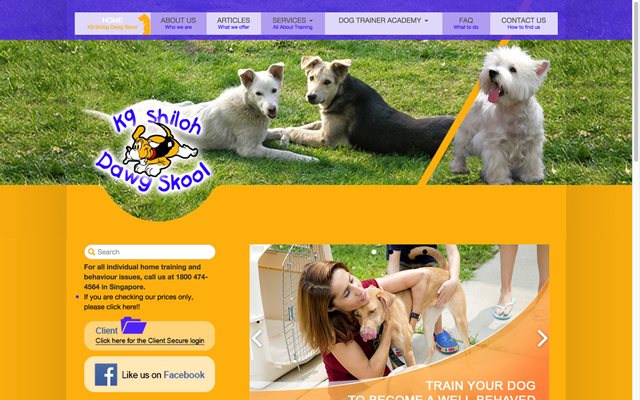 HOME
K9 Shiloh Dawg Skool
ABOUT US
Who we are
ARTICLES
What we offer
SERVICES
All About Training
DOG TRAINER ACADEMY
FAQ
What to do
CONTACT US
How to find us
K9 Shiloh
Dawg Skool
Search
For all individual home training and
behaviour issues, call us at 1800 474-
4564 in Singapore.
If you are checking our prices only,
please click here!!
Client
Click here for the Client Secure login
f Like us on Facebook
TRAIN YOUR DOG
TO BECOME A WELL BEHAVED